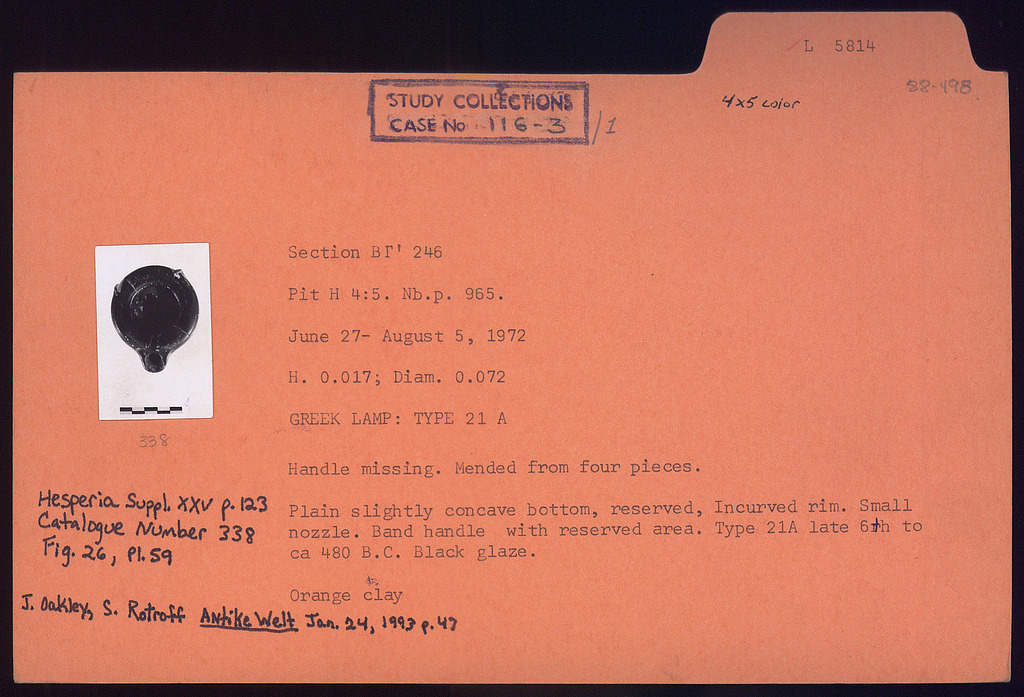 L 5814
82-498
4x5 color
STUDY COLLECTIONS
CASE No 116-3 /1
Section ΒΓ' 246
Pit H 4:5. Nb.p. 965.
June 27- August 5, 1972
H. 0.017; Diam. 0.072
GREEK LAMP: TYPE 21 A
338
Handle missing. Mended from four pieces.
Plain slightly concave bottom, reserved, Incurved rim. Small
nozzle. Band handle with reserved area. Type 21A late 6th to
ca 480 B.C. Black glaze.
Orange clay
Hesperia Suppl. XXV p.123
Catalogue Number 338
Fig. 26, Pl. 59
J. Oakley, S. Rotroff Antike Welt Jan. 24, 1993 p. 47